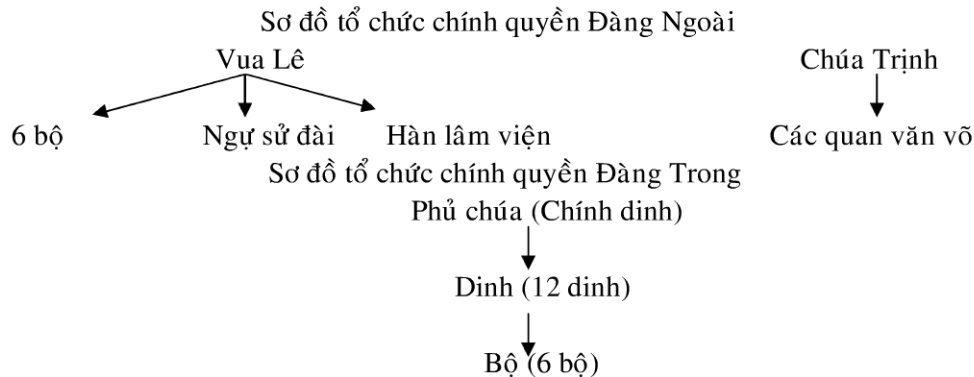 Sơ đồ tổ chức chính quyền Đàng Ngoài
Vua Lê Chúa Trịnh
6 bộ Ngự sử đài Hàn lâm viện Các quan văn võ
Sơ đồ tổ chức chính quyền Đàng Trong
Phủ chúa (Chính dinh)
Dinh (12 dinh)
Bộ (6 bộ)